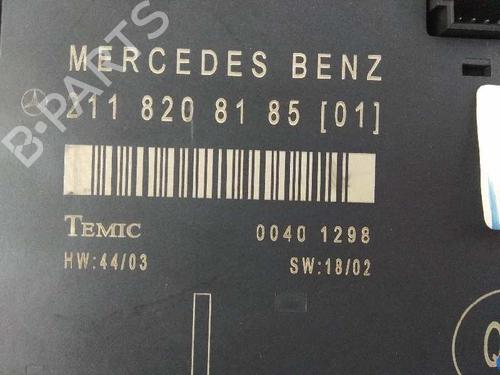 MERCEDES BENZ
211 820 81 85 [01]
TEMIC
0040 1298
HW:44/03
SW:18/02
Q
B-PARTS